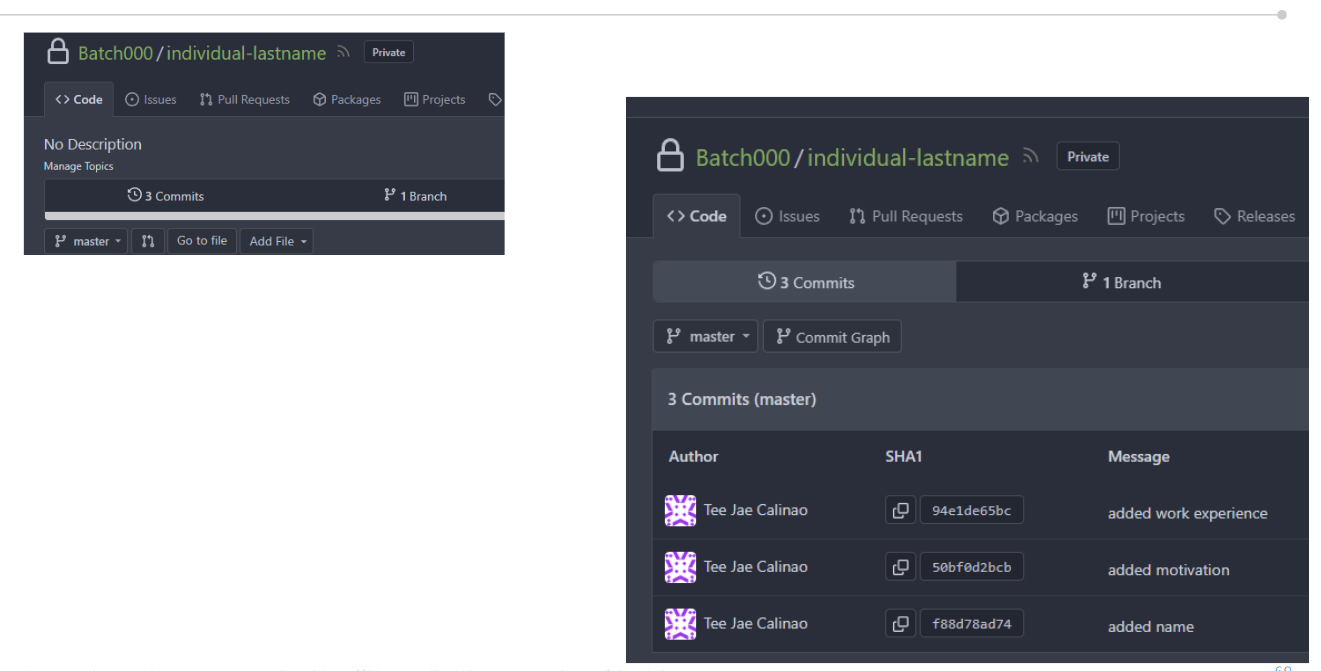 Batch000 / individual-lastname Private
Code Issues Pull Requests Packages Projects
No Description
Manage Topics
3 Commits 1 Branch
master Go to file Add File
Batch000 / individual-lastname Private
Code Issues Pull Requests Packages Projects Releases
3 Commits 1 Branch
master Commit Graph
3 Commits (master)
Author SHA1 Message
Tee Jae Calinao 94e1de65bc added work experience
Tee Jae Calinao 50bf0d2bcb added motivation
Tee Jae Calinao f88d78ad74 added name